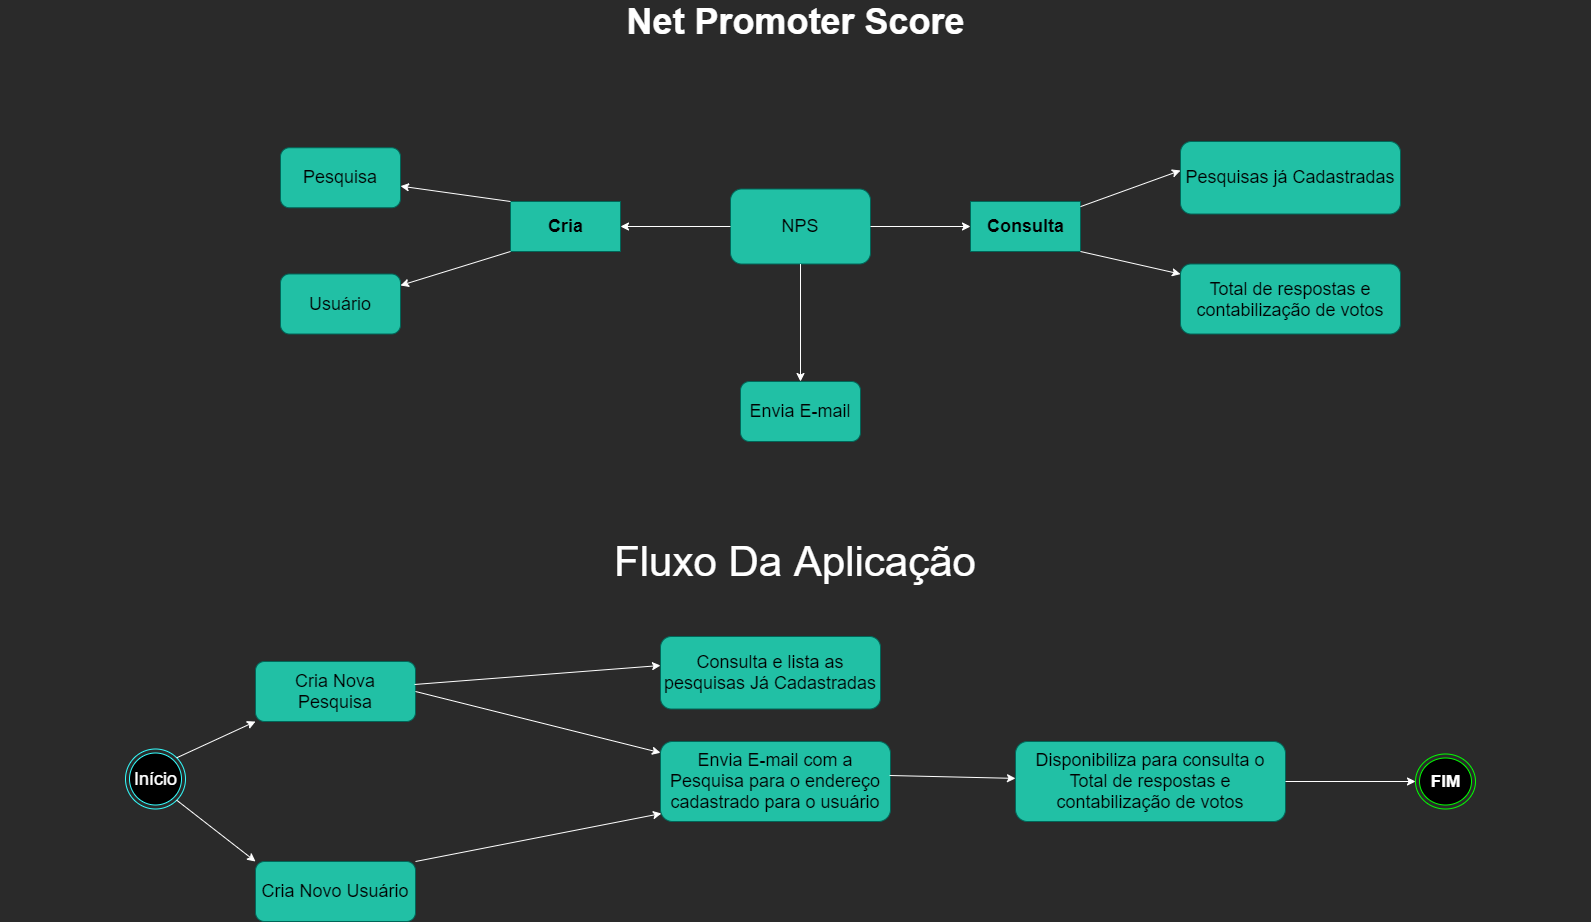 Net Promoter Score
Pesquisa
Cria
NPS
Consulta
Pesquisas já Cadastradas
Usuário
Total de respostas e
contabilização de votos
Envia E-mail
Fluxo Da Aplicação
Início
Cria Nova
Pesquisa
Cria Novo Usuário
Consulta e lista as
pesquisas Já Cadastradas
Envia E-mail com a
Pesquisa para o endereço
cadastrado para o usuário
Disponibiliza para consulta o
Total de respostas e
contabilização de votos
FIM